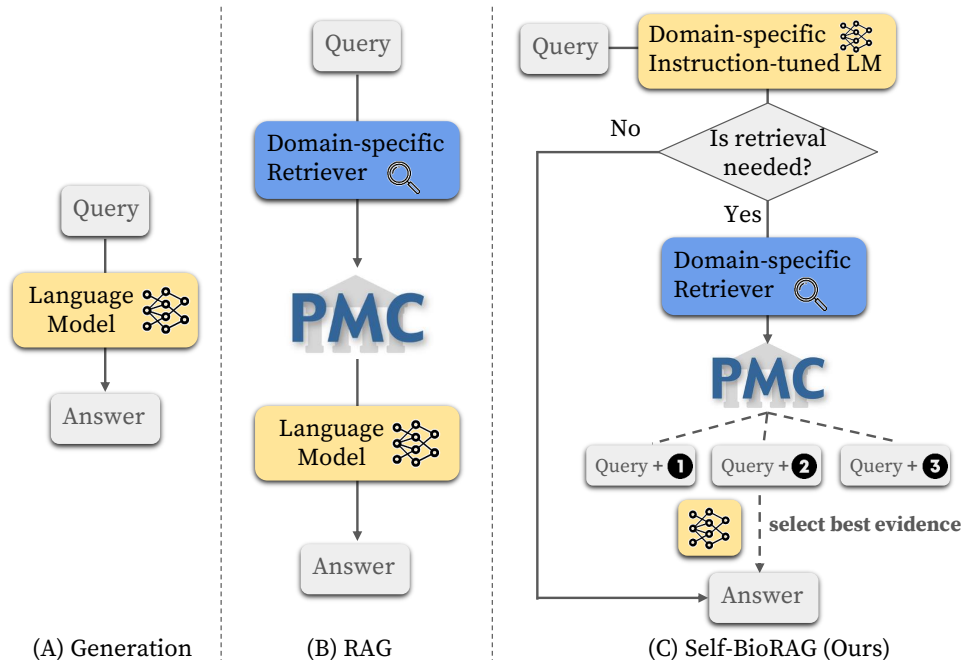 Query
Language
Model
Answer
(A) Generation
Query
Domain-specific
Retriever
PMC
Language
Model
Answer
(B) RAG
Query
Domain-specific
Instruction-tuned LM
Is retrieval
needed?
No
Yes
Domain-specific
Retriever
PMC
Query + 1
Query + 2
Query + 3
select best evidence
Answer
(C) Self-BioRAG (Ours)